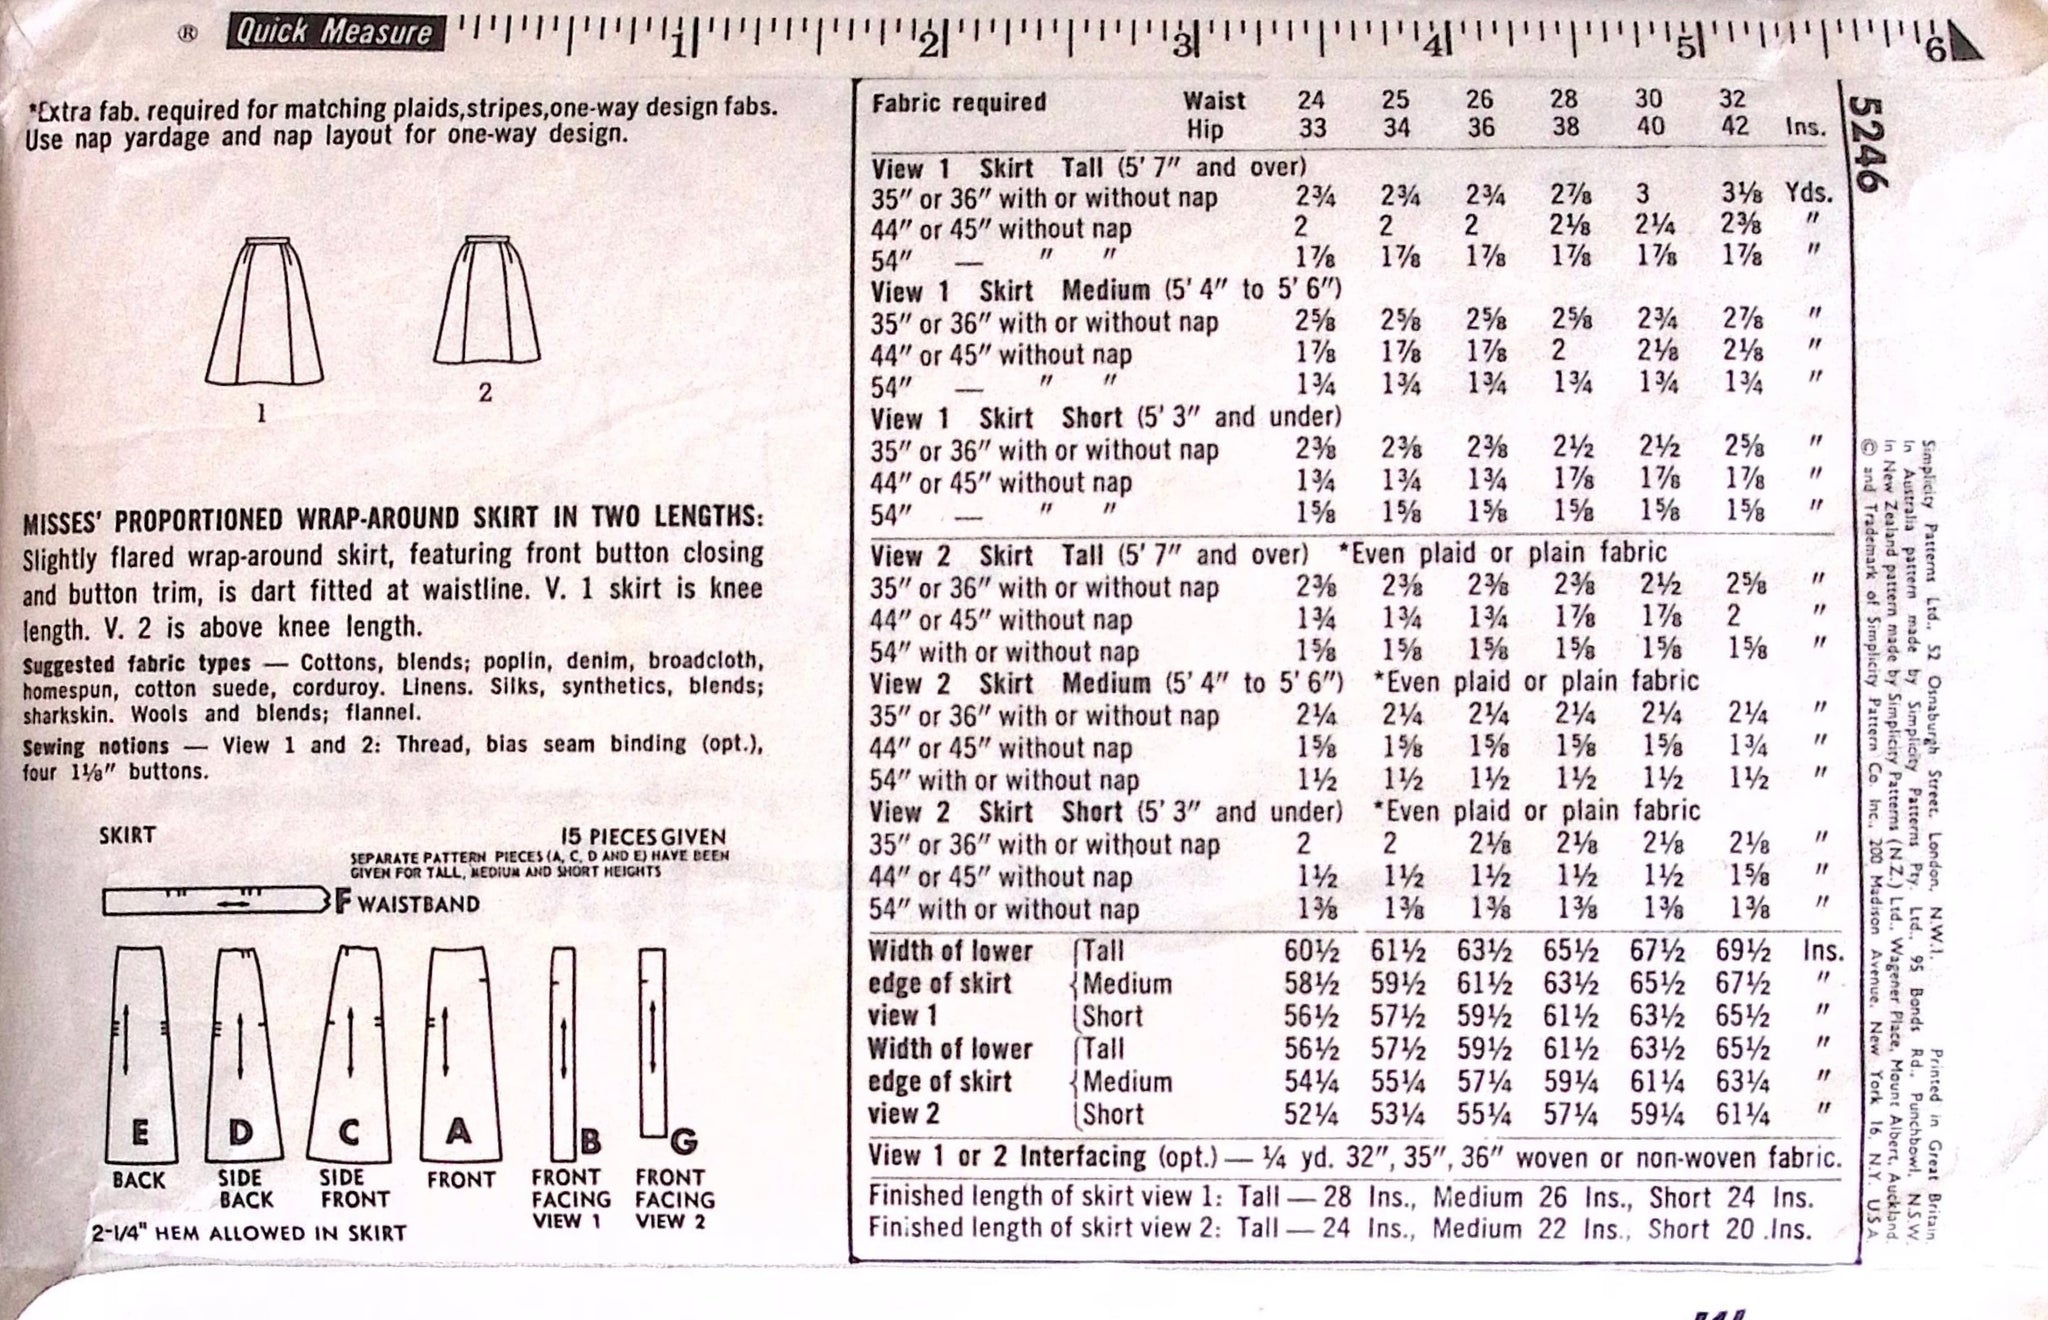 ® Quick Measure 1 2 3 4 5 6
*Extra fab. required for matching plaids,stripes,one-way design fabs.
Use nap yardage and nap layout for one-way design.
1
2
MISSES' PROPORTIONED WRAP-AROUND SKIRT IN TWO LENGTHS:
Slightly flared wrap-around skirt, featuring front button closing
and button trim, is dart fitted at waistline. V. 1 skirt is knee
length. V. 2 is above knee length.
Suggested fabric types — Cottons, blends; poplin, denim, broadcloth,
homespun, cotton suede, corduroy. Linens. Silks, synthetics, blends;
sharkskin. Wools and blends; flannel.
Sewing notions — View 1 and 2: Thread, bias seam binding (opt.),
four 1⅛" buttons.
SKIRT 15 PIECES GIVEN
SEPARATE PATTERN PIECES (A, C, D AND E) HAVE BEEN
GIVEN FOR TALL, MEDIUM AND SHORT HEIGHTS
F WAISTBAND
E D C A B G
BACK
SIDE
BACK
SIDE
FRONT
FRONT
FRONT
FACING
VIEW 1
FRONT
FACING
VIEW 2
2-1/4" HEM ALLOWED IN SKIRT
Fabric required Waist 24 25 26 28 30 32
Hip 33 34 36 38 40 42 Ins.
View 1 Skirt Tall (5' 7" and over)
35" or 36" with or without nap 2¾ 2¾ 2¾ 2⅞ 3 3⅛ Yds.
44" or 45" without nap 2 2 2 2⅛ 2¼ 2⅜ "
54" — " " 1⅞ 1⅞ 1⅞ 1⅞ 1⅞ 1⅞ "
View 1 Skirt Medium (5' 4" to 5' 6")
35" or 36" with or without nap 2⅝ 2⅝ 2⅝ 2⅝ 2¾ 2⅞ "
44" or 45" without nap 1⅞ 1⅞ 1⅞ 2 2⅛ 2⅛ "
54" — " " 1¾ 1¾ 1¾ 1¾ 1¾ 1¾ "
View 1 Skirt Short (5' 3" and under)
35" or 36" with or without nap 2⅜ 2⅜ 2⅜ 2½ 2½ 2⅝ "
44" or 45" without nap 1¾ 1¾ 1¾ 1⅞ 1⅞ 1⅞ "
54" — " " 1⅝ 1⅝ 1⅝ 1⅝ 1⅝ 1⅝ "
View 2 Skirt Tall (5' 7" and over) *Even plaid or plain fabric
35" or 36" with or without nap 2⅜ 2⅜ 2⅜ 2⅜ 2½ 2⅝ "
44" or 45" without nap 1¾ 1¾ 1¾ 1⅞ 1⅞ 2 "
54" with or without nap 1⅝ 1⅝ 1⅝ 1⅝ 1⅝ 1⅝ "
View 2 Skirt Medium (5' 4" to 5' 6") *Even plaid or plain fabric
35" or 36" with or without nap 2¼ 2¼ 2¼ 2¼ 2¼ 2¼ "
44" or 45" without nap 1⅝ 1⅝ 1⅝ 1⅝ 1⅝ 1¾ "
54" with or without nap 1½ 1½ 1½ 1½ 1½ 1½ "
View 2 Skirt Short (5' 3" and under) *Even plaid or plain fabric
35" or 36" with or without nap 2 2 2⅛ 2⅛ 2⅛ 2⅛ "
44" or 45" without nap 1½ 1½ 1½ 1½ 1½ 1⅝ "
54" with or without nap 1⅜ 1⅜ 1⅜ 1⅜ 1⅜ 1⅜ "
Width of lower Tall 60½ 61½ 63½ 65½ 67½ 69½ Ins.
edge of skirt Medium 58½ 59½ 61½ 63½ 65½ 67½ "
view 1 Short 56½ 57½ 59½ 61½ 63½ 65½ "
Width of lower Tall 56½ 57½ 59½ 61½ 63½ 65½ "
edge of skirt Medium 54¼ 55¼ 57¼ 59¼ 61¼ 63¼ "
view 2 Short 52¼ 53¼ 55¼ 57¼ 59¼ 61¼ "
View 1 or 2 Interfacing (opt.) — ¼ yd. 32", 35", 36" woven or non-woven fabric.
Finished length of skirt view 1: Tall — 28 Ins., Medium 26 Ins., Short 24 Ins.
Finished length of skirt view 2: Tall — 24 Ins., Medium 22 Ins., Short 20 .Ins.
5246
Simplicity Patterns Ltd., 52 Osnaburgh Street, London, N.W.1. Printed in Great Britain.
In Australia pattern made by Simplicity Patterns Pty. Ltd., 95 Bonds Rd., Punchbowl, N.S.W.
in New Zealand pattern made by Simplicity Patterns (N.Z.) Ltd., Wagener Place, Mount Albert, Auckland.
© and Trademark of Simplicity Pattern Co. Inc., 200 Madison Avenue, New York 16, N.Y. U.S.A.